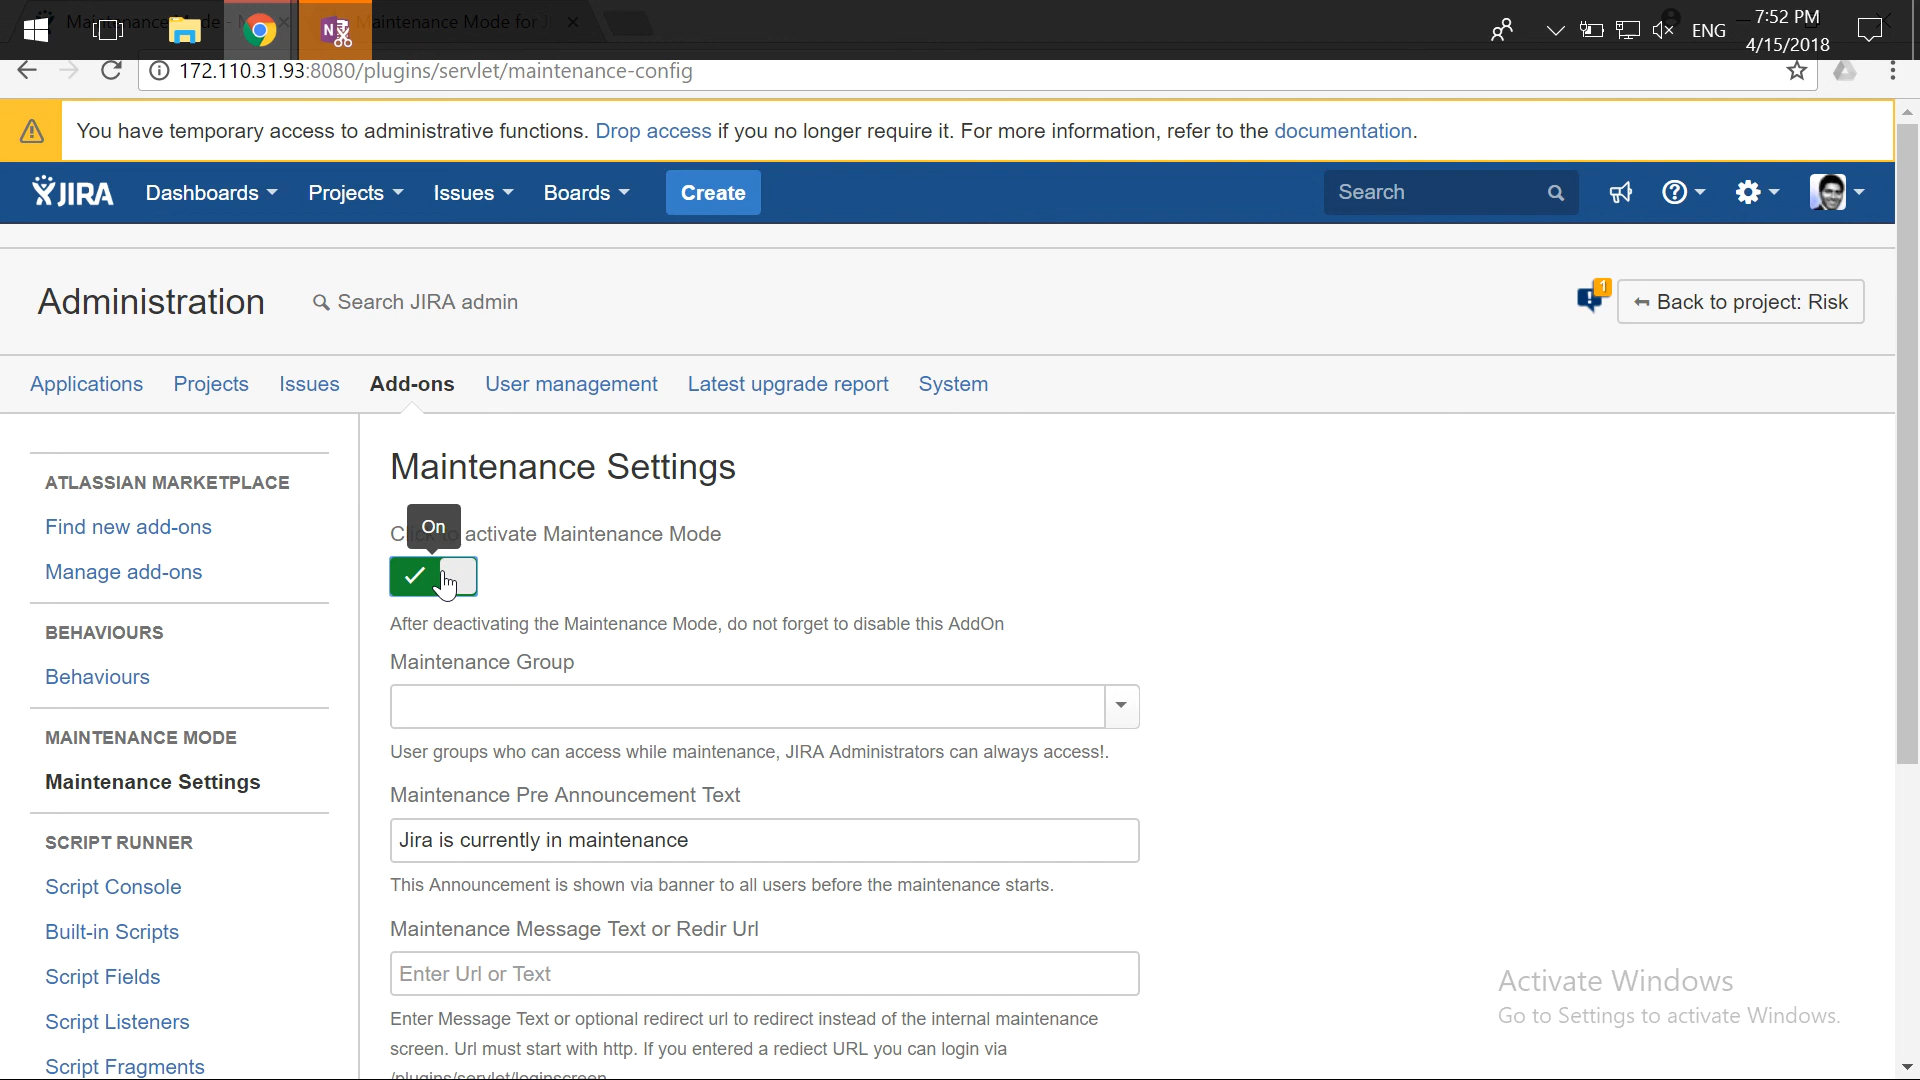 Maintenance Mode for J
ENG
7:52 PM
4/15/2018
172.110.31.93:8080/plugins/servlet/maintenance-config
You have temporary access to administrative functions. Drop access if you no longer require it. For more information, refer to the documentation.
JIRA Dashboards Projects Issues Boards Create Search
Administration Search JIRA admin 1 Back to project: Risk
Applications Projects Issues Add-ons User management Latest upgrade report System
ATLASSIAN MARKETPLACE
Find new add-ons
Manage add-ons
BEHAVIOURS
Behaviours
MAINTENANCE MODE
Maintenance Settings
SCRIPT RUNNER
Script Console
Built-in Scripts
Script Fields
Script Listeners
Script Fragments
Maintenance Settings
On
Click to activate Maintenance Mode
After deactivating the Maintenance Mode, do not forget to disable this AddOn
Maintenance Group
User groups who can access while maintenance, JIRA Administrators can always access!.
Maintenance Pre Announcement Text
Jira is currently in maintenance
This Announcement is shown via banner to all users before the maintenance starts.
Maintenance Message Text or Redir Url
Enter Url or Text
Enter Message Text or optional redirect url to redirect instead of the internal maintenance
screen. Url must start with http. If you entered a rediect URL you can login via
/plugins/servlet/loginscreen
Activate Windows
Go to Settings to activate Windows.